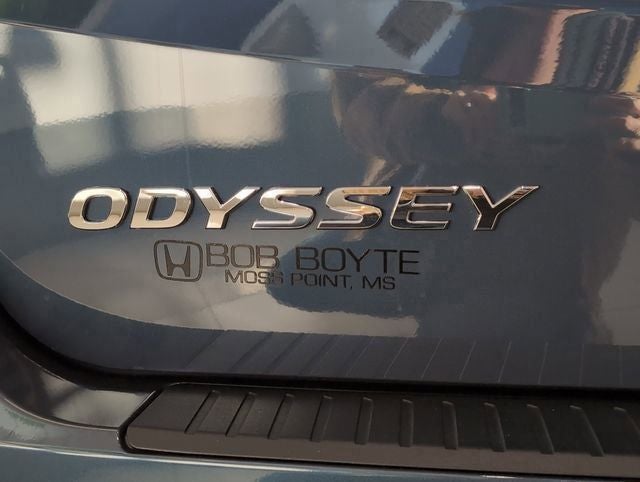 ODYSSEY
BOB BOYTE
MOSS POINT, MS